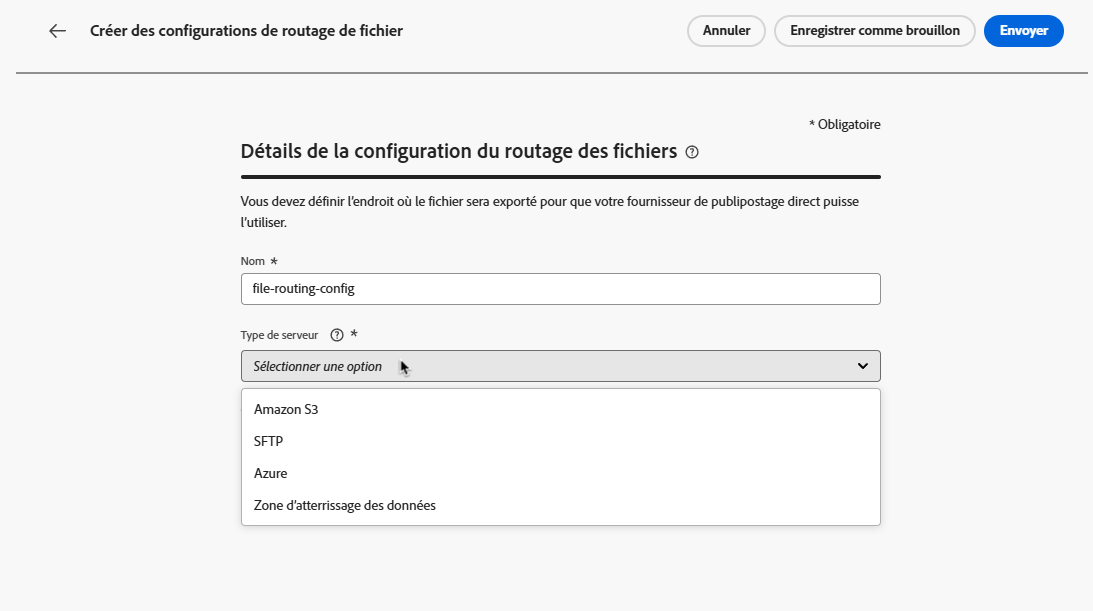 Créer des configurations de routage de fichier
Annuler
Enregistrer comme brouillon
Envoyer
* Obligatoire
Détails de la configuration du routage des fichiers
Vous devez définir l'endroit où le fichier sera exporté pour que votre fournisseur de publipostage direct puisse
l'utiliser.
Nom *
file-routing-config
Type de serveur *
Sélectionner une option
Amazon S3
SFTP
Azure
Zone d'atterrissage des données